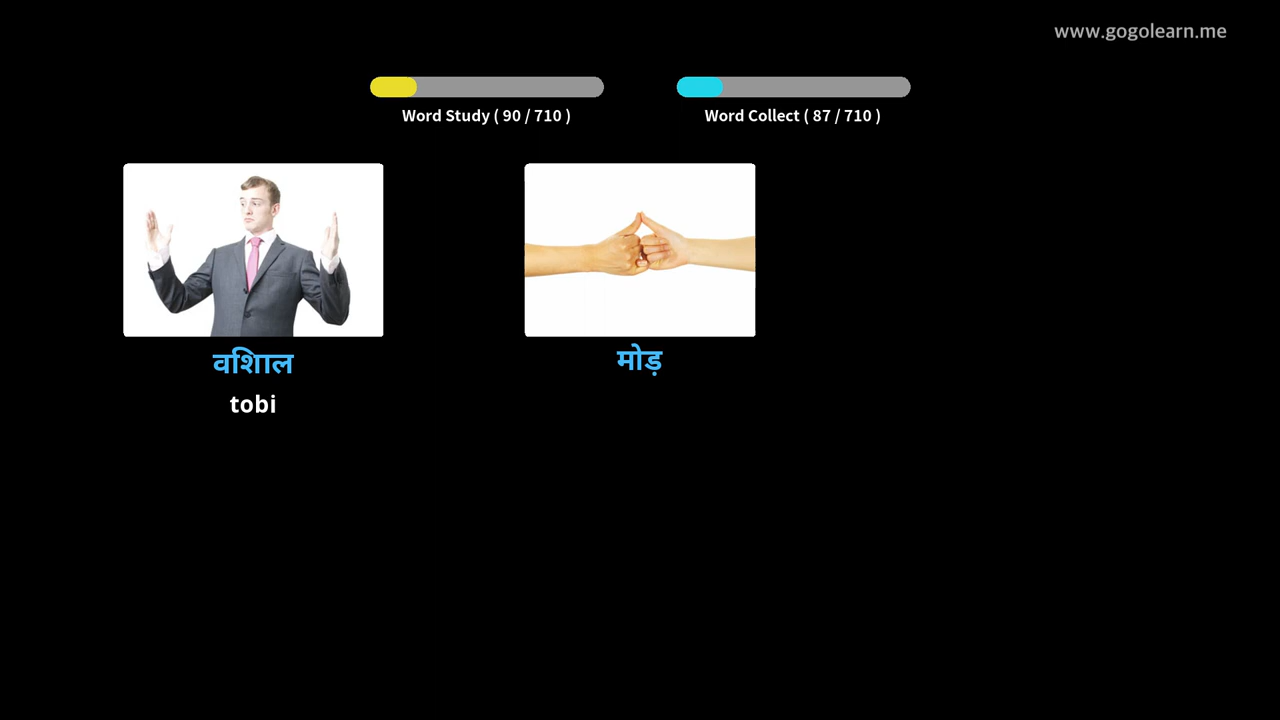 www.gogolearn.me
Word Study ( 90 / 710 )
Word Collect ( 87 / 710 )
वशिाल
मोड़
tobi